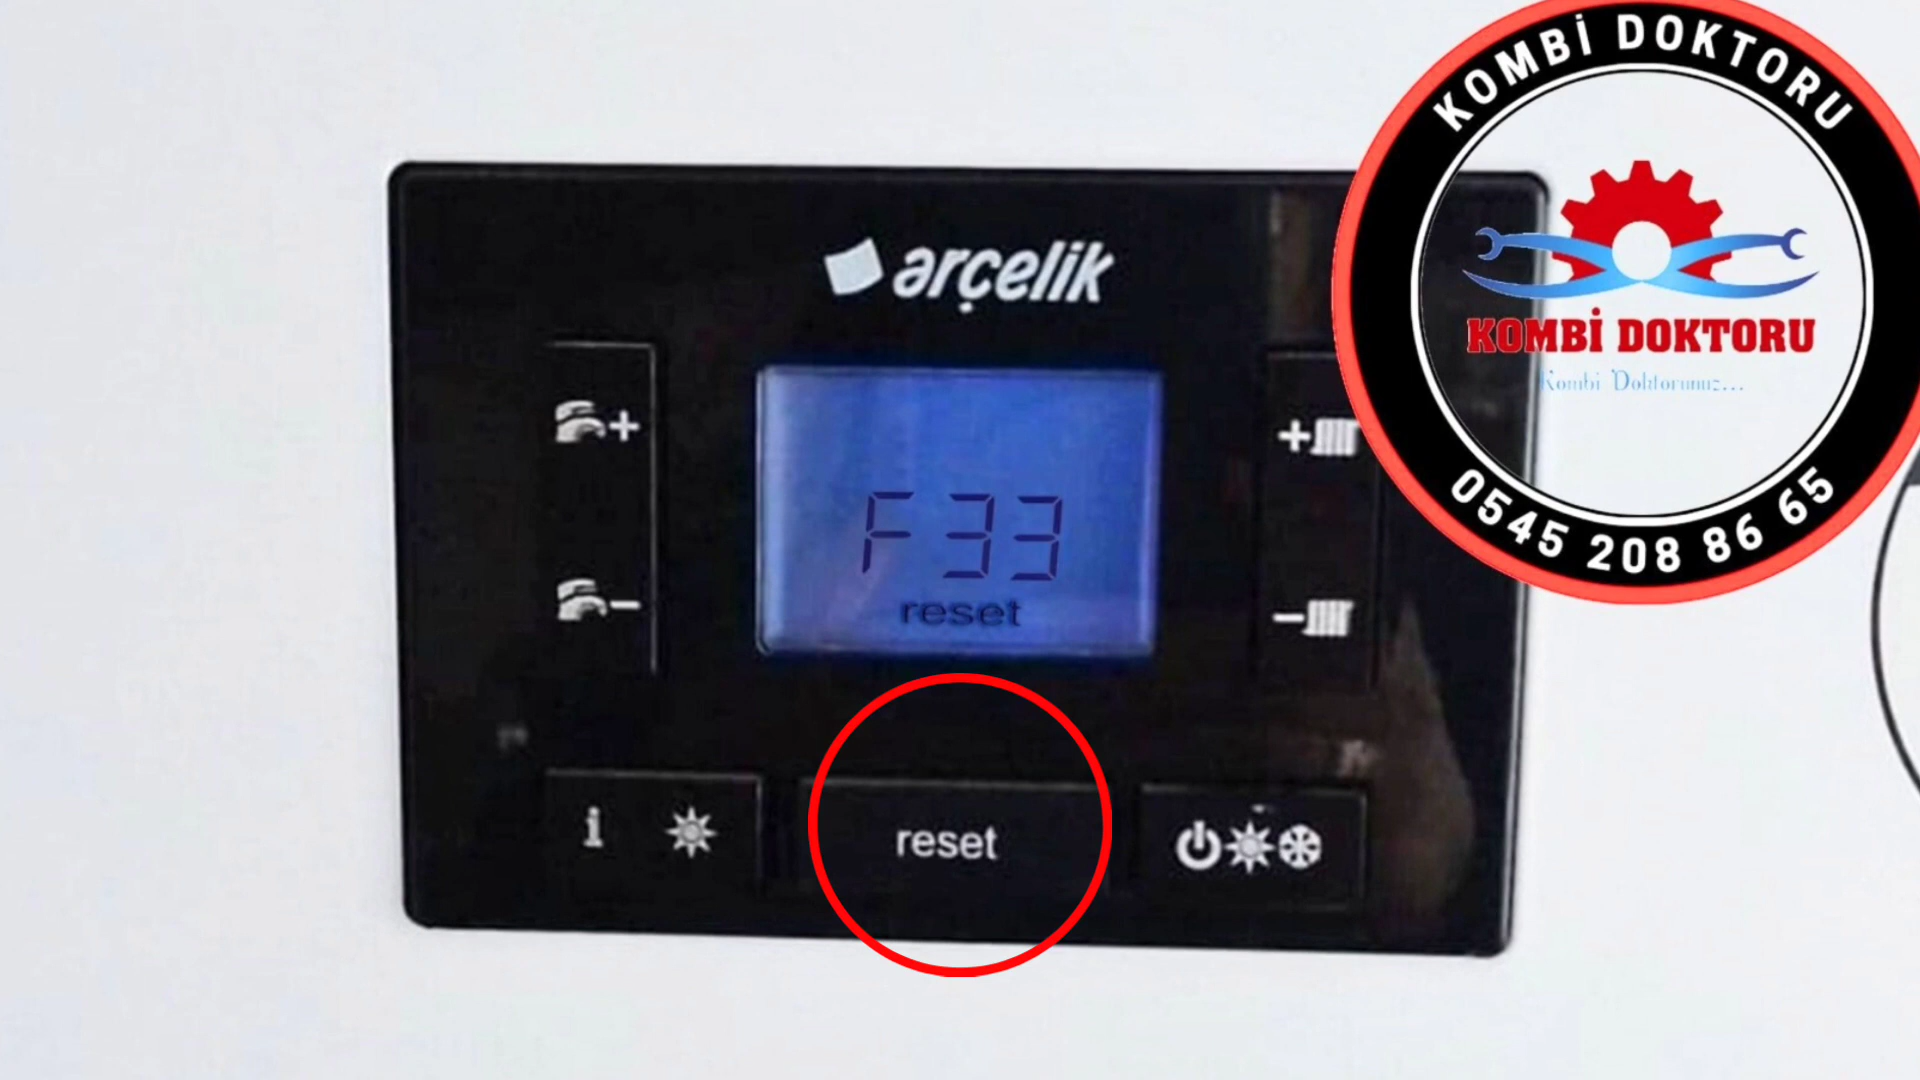 KOMBİ DOKTORU
KOMBİ DOKTORU
Kombi Doktorunuz...
0545 208 86 65
arçelik
+
+
F33
reset
-
-
i
reset